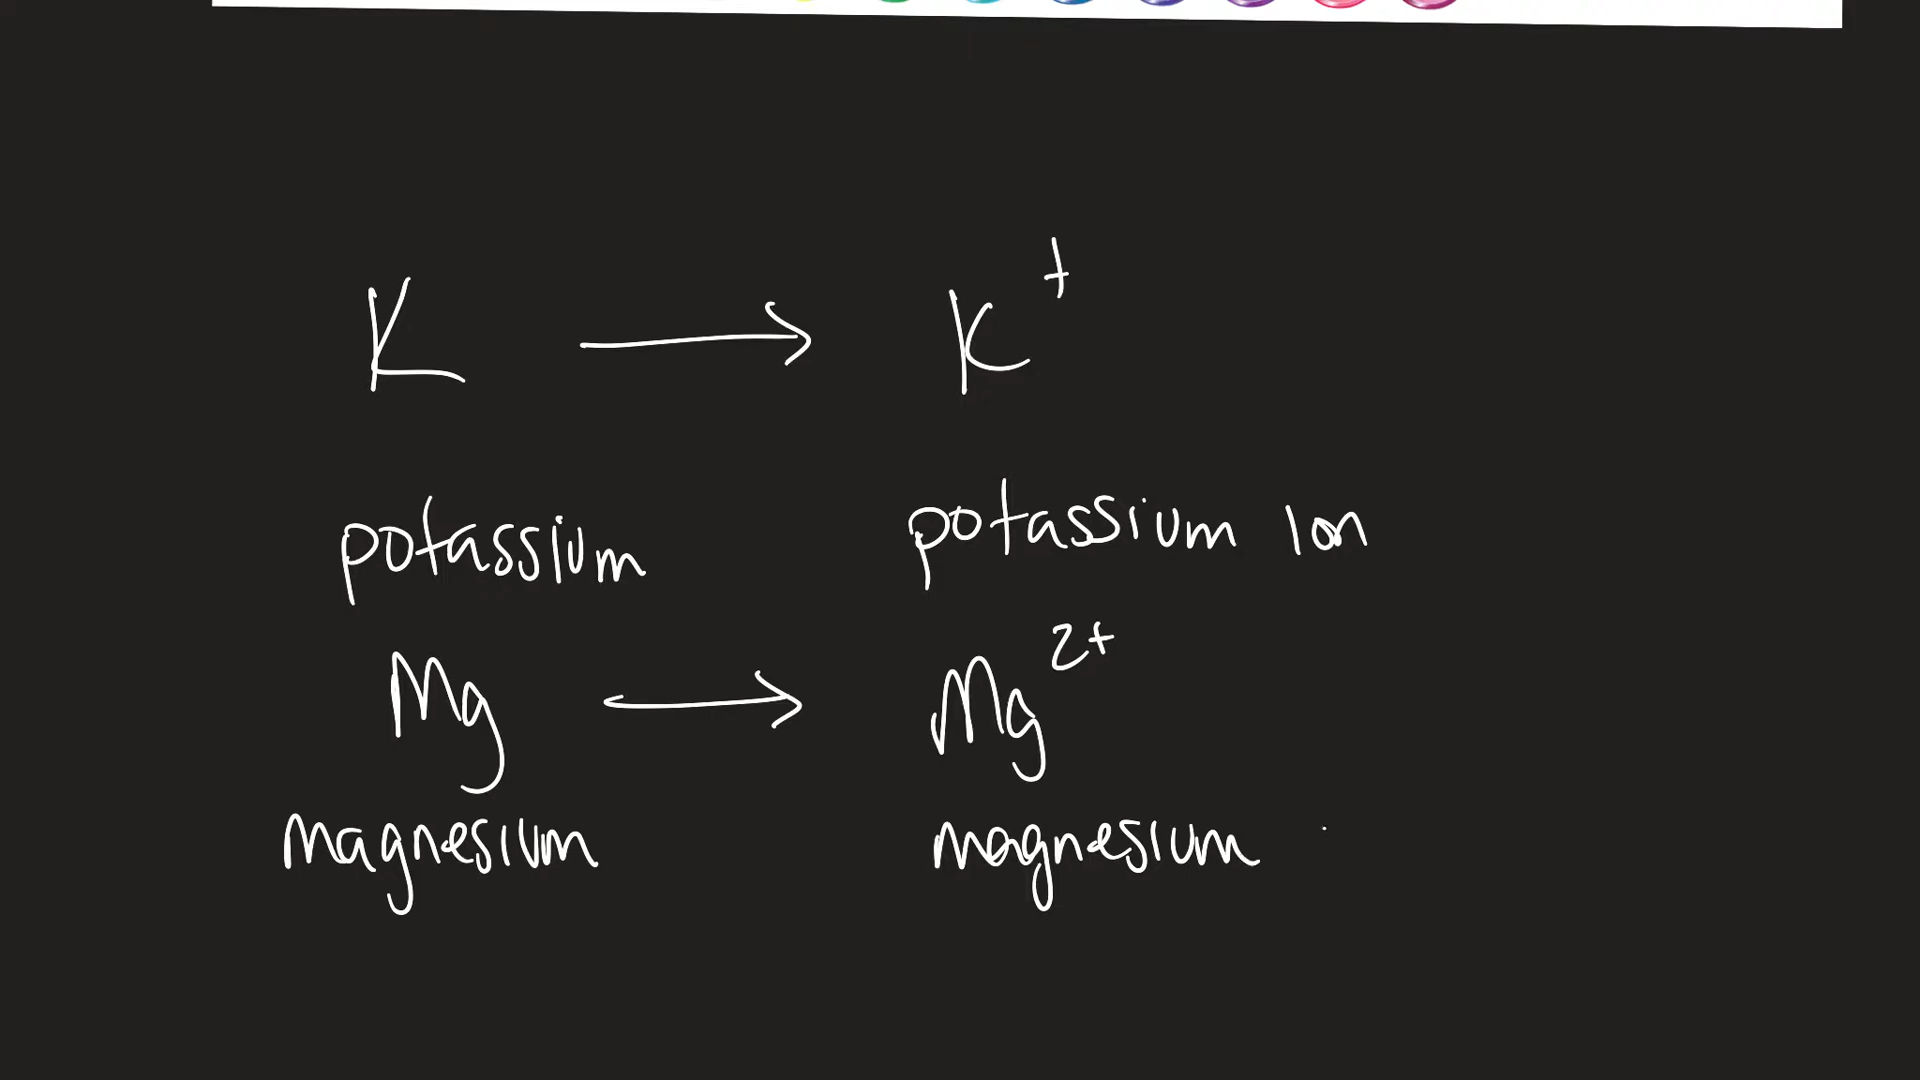 K → K⁺
potassium potassium Ion
Mg → Mg²⁺
magnesium magnesium